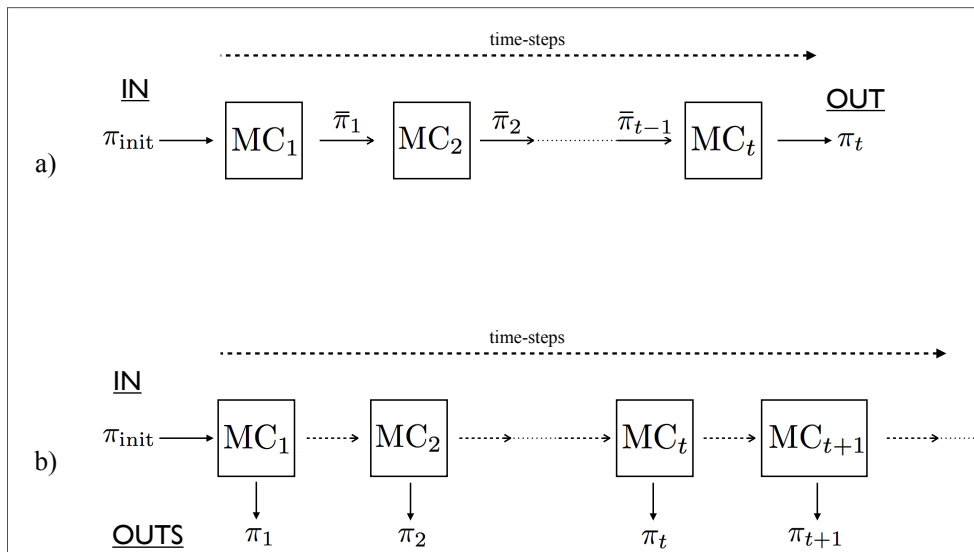 time-steps
IN
OUT
a)
π_init → MC_1 π̄_1 → MC_2 π̄_2 → π̄_{t−1} → MC_t → π_t
time-steps
IN
π_init → MC_1 MC_2 MC_t MC_{t+1}
b)
OUTS π_1 π_2 π_t π_{t+1}